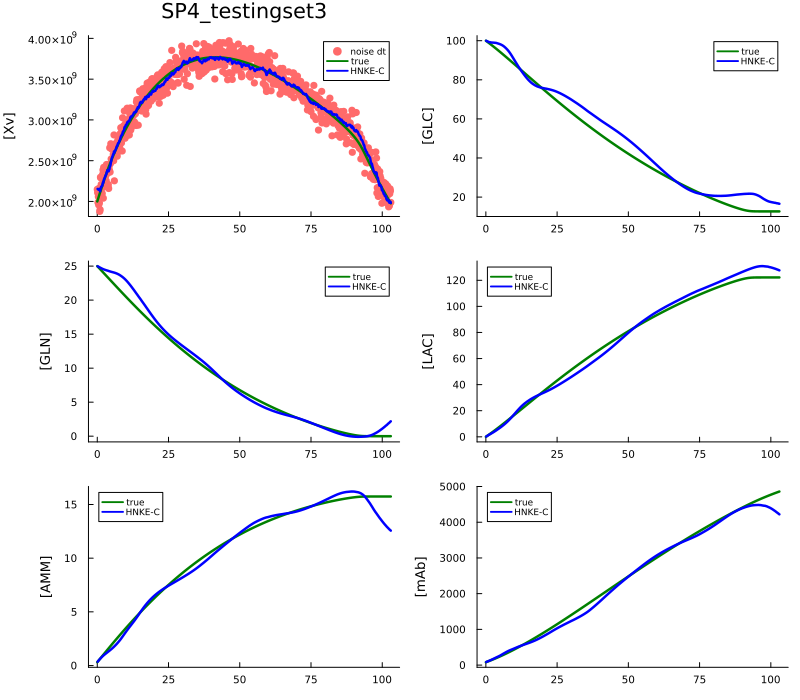 SP4_testingset3
[Xv]
4.00×10⁹
3.50×10⁹
3.00×10⁹
2.50×10⁹
2.00×10⁹
noise dt
true
HNKE-C
0 25 50 75 100
[GLC]
100
80
60
40
20
true
HNKE-C
0 25 50 75 100
[GLN]
25
20
15
10
5
0
true
HNKE-C
0 25 50 75 100
[LAC]
120
100
80
60
40
20
0
true
HNKE-C
0 25 50 75 100
[AMM]
15
10
5
0
true
HNKE-C
0 25 50 75 100
[mAb]
5000
4000
3000
2000
1000
0
true
HNKE-C
0 25 50 75 100